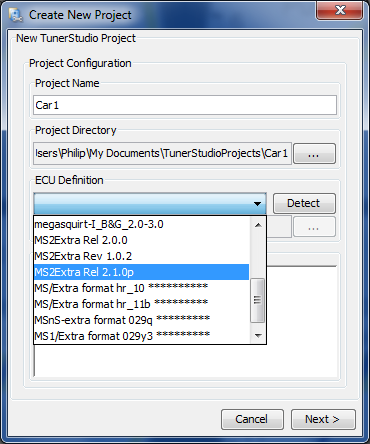 Create New Project
New TunerStudio Project
Project Configuration
Project Name
Car1
Project Directory
Isers\Philip\My Documents\TunerStudioProjects\Car1
...
ECU Definition
Detect
megasquirt-I_B&G_2.0-3.0
...
MS2Extra Rel 2.0.0
MS2Extra Rev 1.0.2
MS2Extra Rel 2.1.0p
MS/Extra format hr_10 **********
MS/Extra format hr_11b *********
MSnS-extra format 029q *********
MS1/Extra format 029y3 *********
Cancel
Next >